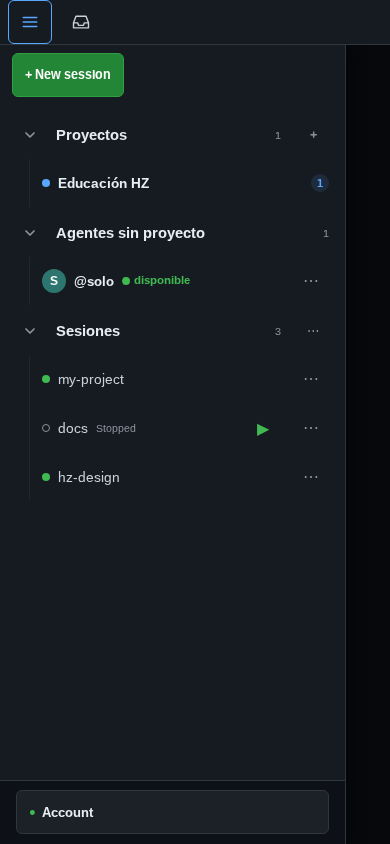 + New session
Proyectos 1 +
Educación HZ 1
Agentes sin proyecto 1
S @solo disponible ...
Sesiones 3 ...
my-project ...
docs Stopped ...
hz-design ...
Account